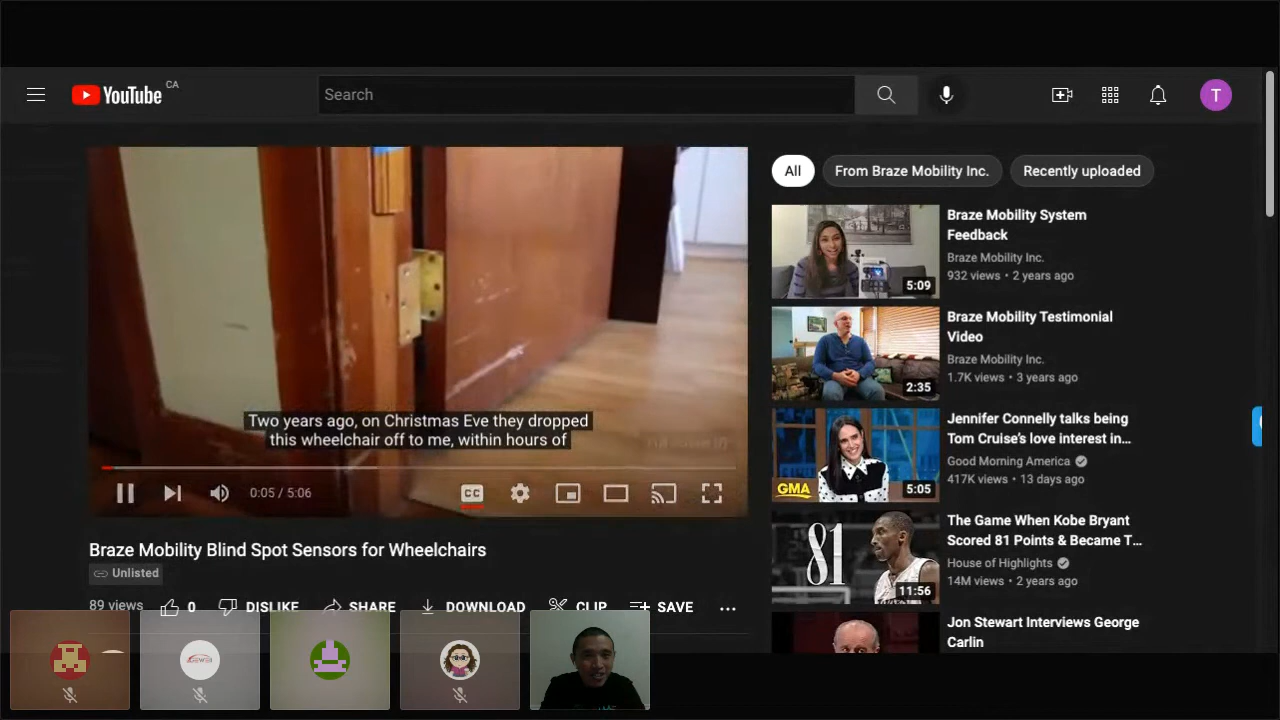 YouTube CA
Search
T
All
From Braze Mobility Inc.
Recently uploaded
Two years ago, on Christmas Eve they dropped
this wheelchair off to me, within hours of
0:05 / 5:06
CC
Braze Mobility Blind Spot Sensors for Wheelchairs
Unlisted
89 views
0
DISLIKE
SHARE
DOWNLOAD
CLIP
SAVE
5:09
Braze Mobility System
Feedback
Braze Mobility Inc.
932 views • 2 years ago
2:35
Braze Mobility Testimonial
Video
Braze Mobility Inc.
1.7K views • 3 years ago
GMA
5:05
Jennifer Connelly talks being
Tom Cruise's love interest in...
Good Morning America
417K views • 13 days ago
81
11:56
The Game When Kobe Bryant
Scored 81 Points & Became T...
House of Highlights
14M views • 2 years ago
Jon Stewart Interviews George
Carlin